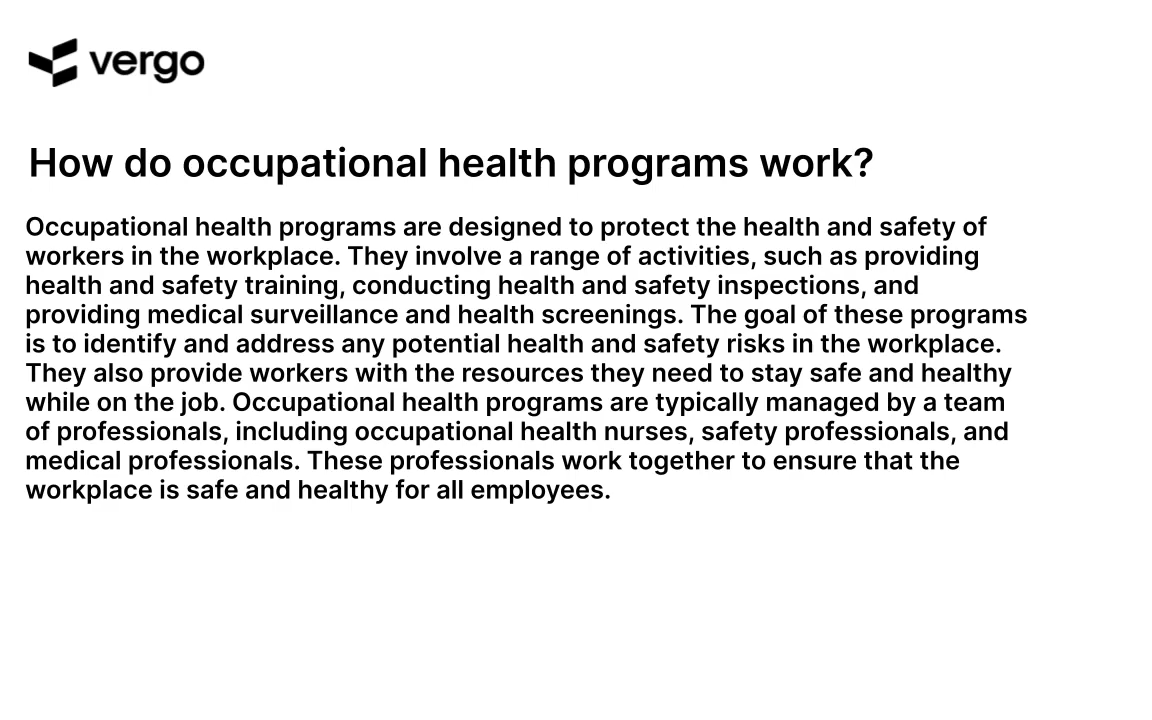 vergo
How do occupational health programs work?
Occupational health programs are designed to protect the health and safety of
workers in the workplace. They involve a range of activities, such as providing
health and safety training, conducting health and safety inspections, and
providing medical surveillance and health screenings. The goal of these programs
is to identify and address any potential health and safety risks in the workplace.
They also provide workers with the resources they need to stay safe and healthy
while on the job. Occupational health programs are typically managed by a team
of professionals, including occupational health nurses, safety professionals, and
medical professionals. These professionals work together to ensure that the
workplace is safe and healthy for all employees.